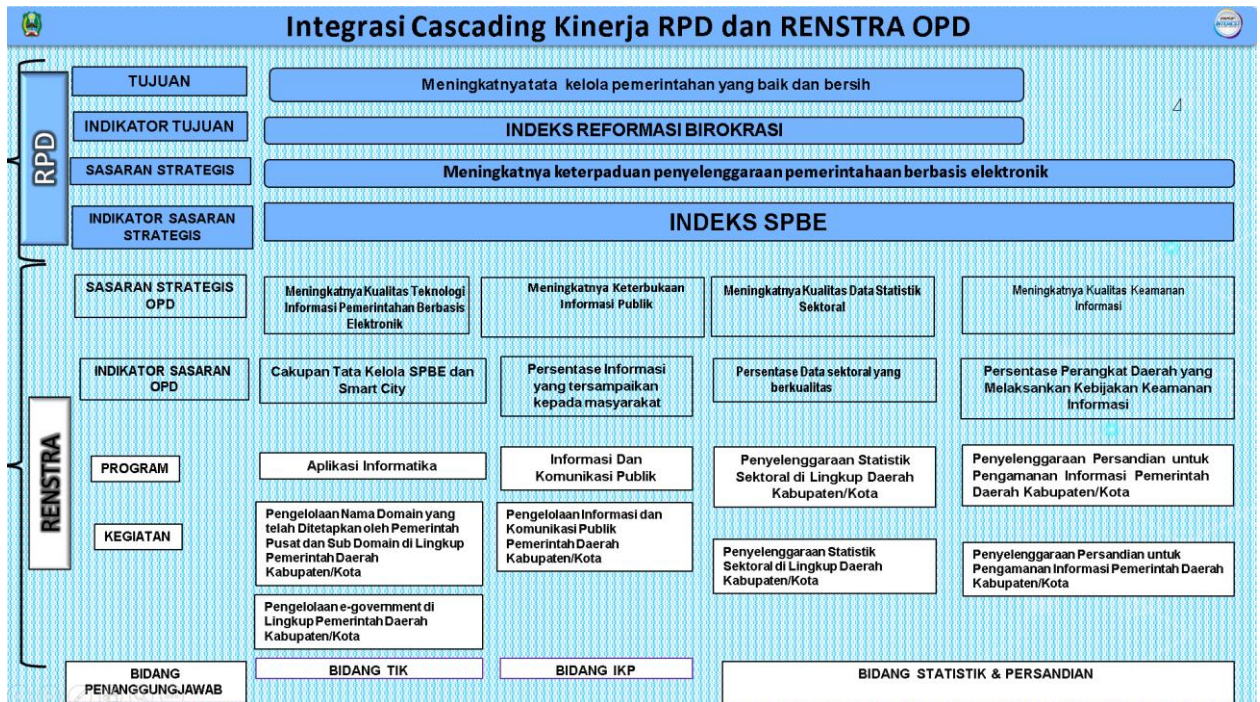 Integrasi Cascading Kinerja RPD dan RENSTRA OPD
RPD
TUJUAN
Meningkatnyatata kelola pemerintahan yang baik dan bersih
INDIKATOR TUJUAN
INDEKS REFORMASI BIROKRASI
SASARAN STRATEGIS
Meningkatnya keterpaduan penyelenggaraan pemerintahaan berbasis elektronik
INDIKATOR SASARAN
STRATEGIS
INDEKS SPBE
RENSTRA
SASARAN STRATEGIS
OPD
Meningkatnya Kualitas Teknologi
Informasi Pemerintahan Berbasis
Elektronik
Meningkatnya Keterbukaan
Informasi Publik
Meningkatnya Kualitas Data Statistik
Sektoral
Meningkatnya Kualitas Keamanan
Informasi
INDIKATOR SASARAN
OPD
Cakupan Tata Kelola SPBE dan
Smart City
Persentase Informasi
yang tersampaikan
kepada masyarakat
Persentase Data sektoral yang
berkualitas
Persentase Perangkat Daerah yang
Melaksankan Kebijakan Keamanan
Informasi
PROGRAM
Aplikasi Informatika
Informasi Dan
Komunikasi Publik
Penyelenggaraan Statistik
Sektoral di Lingkup Daerah
Kabupaten/Kota
Penyelenggaraan Persandian untuk
Pengamanan Informasi Pemerintah
Daerah Kabupaten/Kota
KEGIATAN
Pengelolaan Nama Domain yang
telah Ditetapkan oleh Pemerintah
Pusat dan Sub Domain di Lingkup
Pemerintah Daerah
Kabupaten/Kota
Pengelolaan e-government di
Lingkup Pemerintah Daerah
Kabupaten/Kota
Pengelolaan Informasi dan
Komunikasi Publik
Pemerintah Daerah
Kabupaten/Kota
Penyelenggaraan Statistik
Sektoral di Lingkup Daerah
Kabupaten/Kota
Penyelenggaraan Persandian untuk
Pengamanan Informasi Pemerintah Daerah
Kabupaten/Kota
BIDANG
PENANGGUNGJAWAB
BIDANG TIK
BIDANG IKP
BIDANG STATISTIK & PERSANDIAN